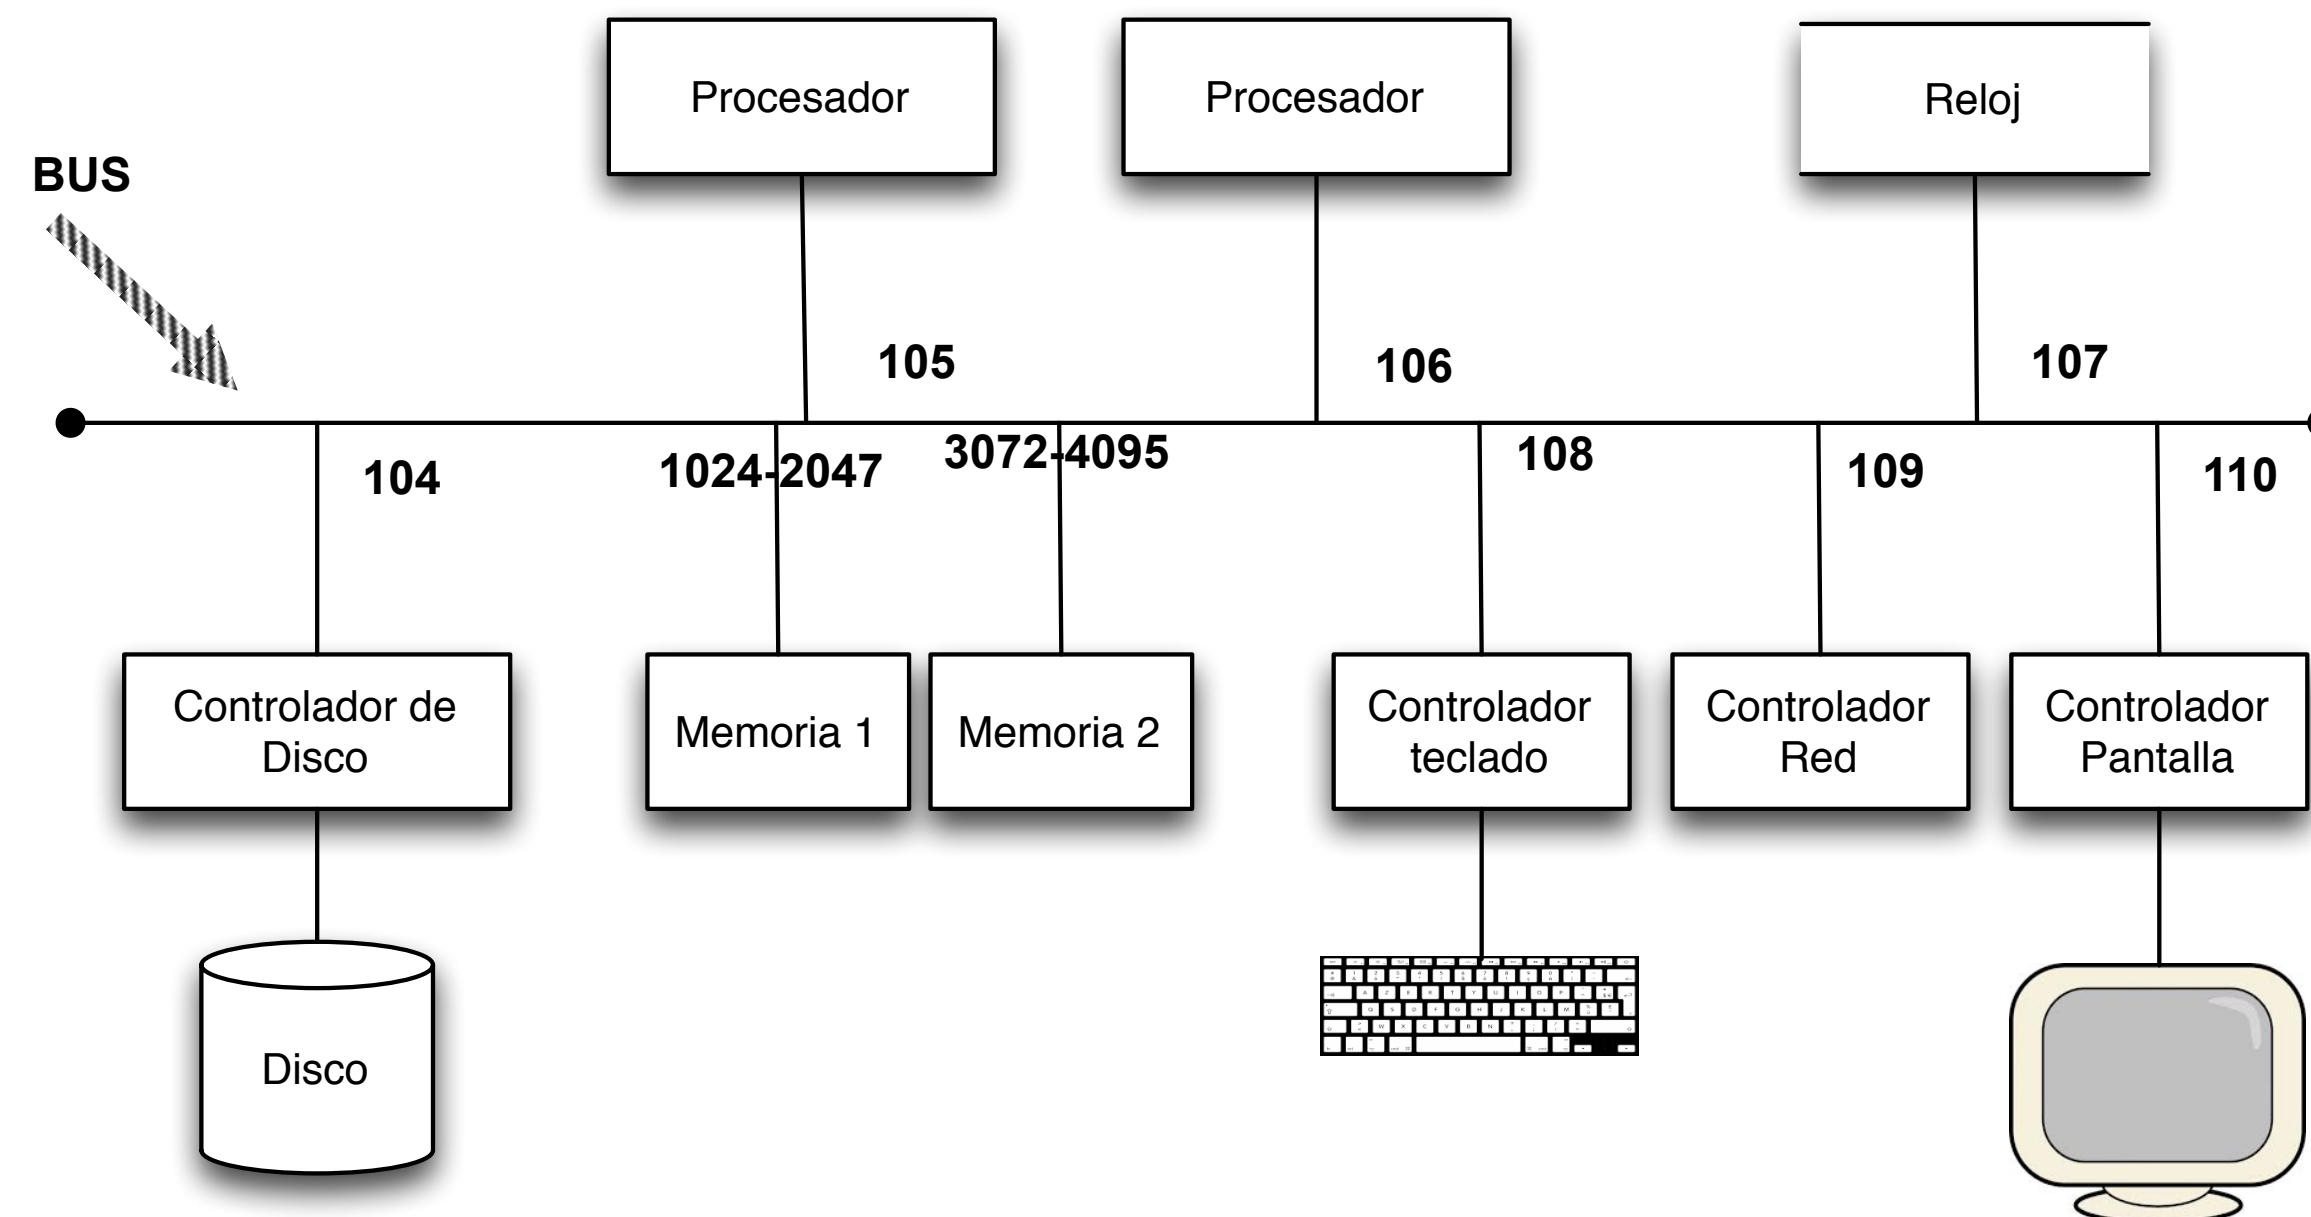 Procesador
Procesador
Reloj
BUS
105
106
107
104
1024-2047
3072-4095
108
109
110
Controlador de
Disco
Memoria 1
Memoria 2
Controlador
teclado
Controlador
Red
Controlador
Pantalla
Disco